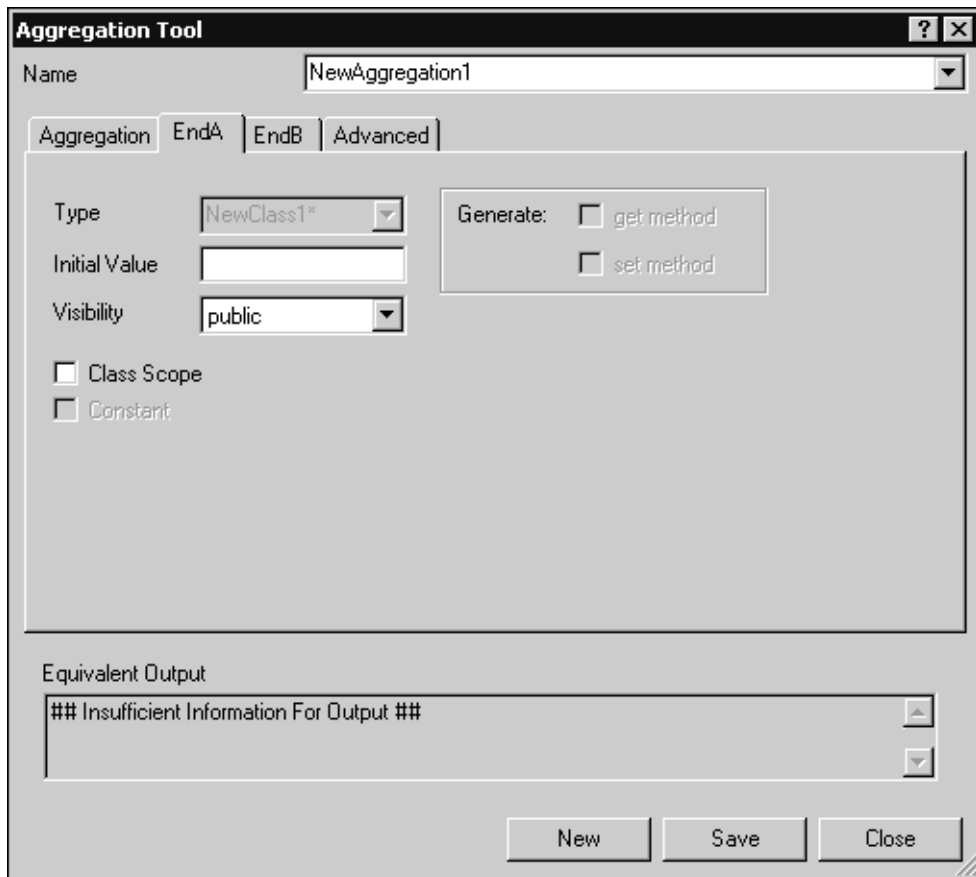 Aggregation Tool
Name NewAggregation1
Aggregation EndA EndB Advanced
Type NewClass1* Generate: get method
Initial Value set method
Visibility public
Class Scope
Constant
Equivalent Output
## Insufficient Information For Output ##
New Save Close